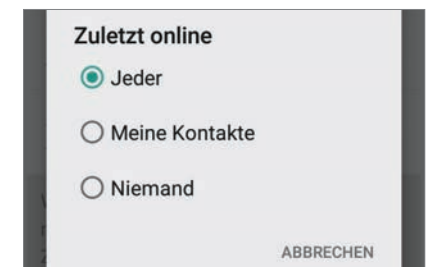 Zuletzt online
Jeder
Meine Kontakte
Niemand
ABBRECHEN